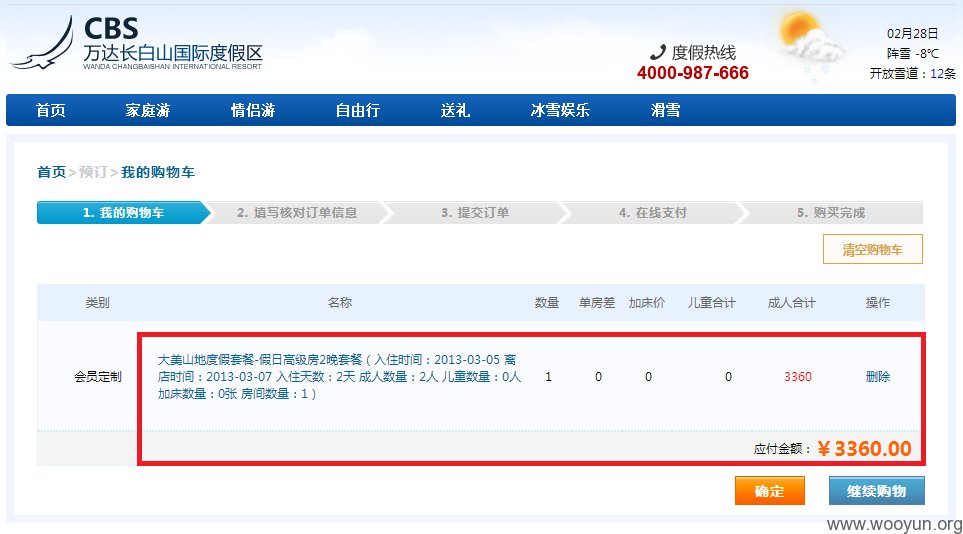 CBS
万达长白山国际度假区
WANDA CHANGBAISHAN INTERNATIONAL RESORT
度假热线
4000-987-666
02月28日
阵雪 -8℃
开放雪道：12条
首页 家庭游 情侣游 自由行 送礼 冰雪娱乐 滑雪
首页 > 预订 > 我的购物车
1. 我的购物车 2. 填写核对订单信息 3. 提交订单 4. 在线支付 5. 购买完成
清空购物车
类别 名称 数量 单房差 加床价 儿童合计 成人合计 操作
会员定制
大美山地度假套餐-假日高级房2晚套餐（入住时间：2013-03-05 离
店时间：2013-03-07 入住天数：2天 成人数量：2人 儿童数量：0人
加床数量：0张 房间数量：1）
1 0 0 0 3360 删除
应付金额：￥3360.00
确定 继续购物
www.wooyun.org